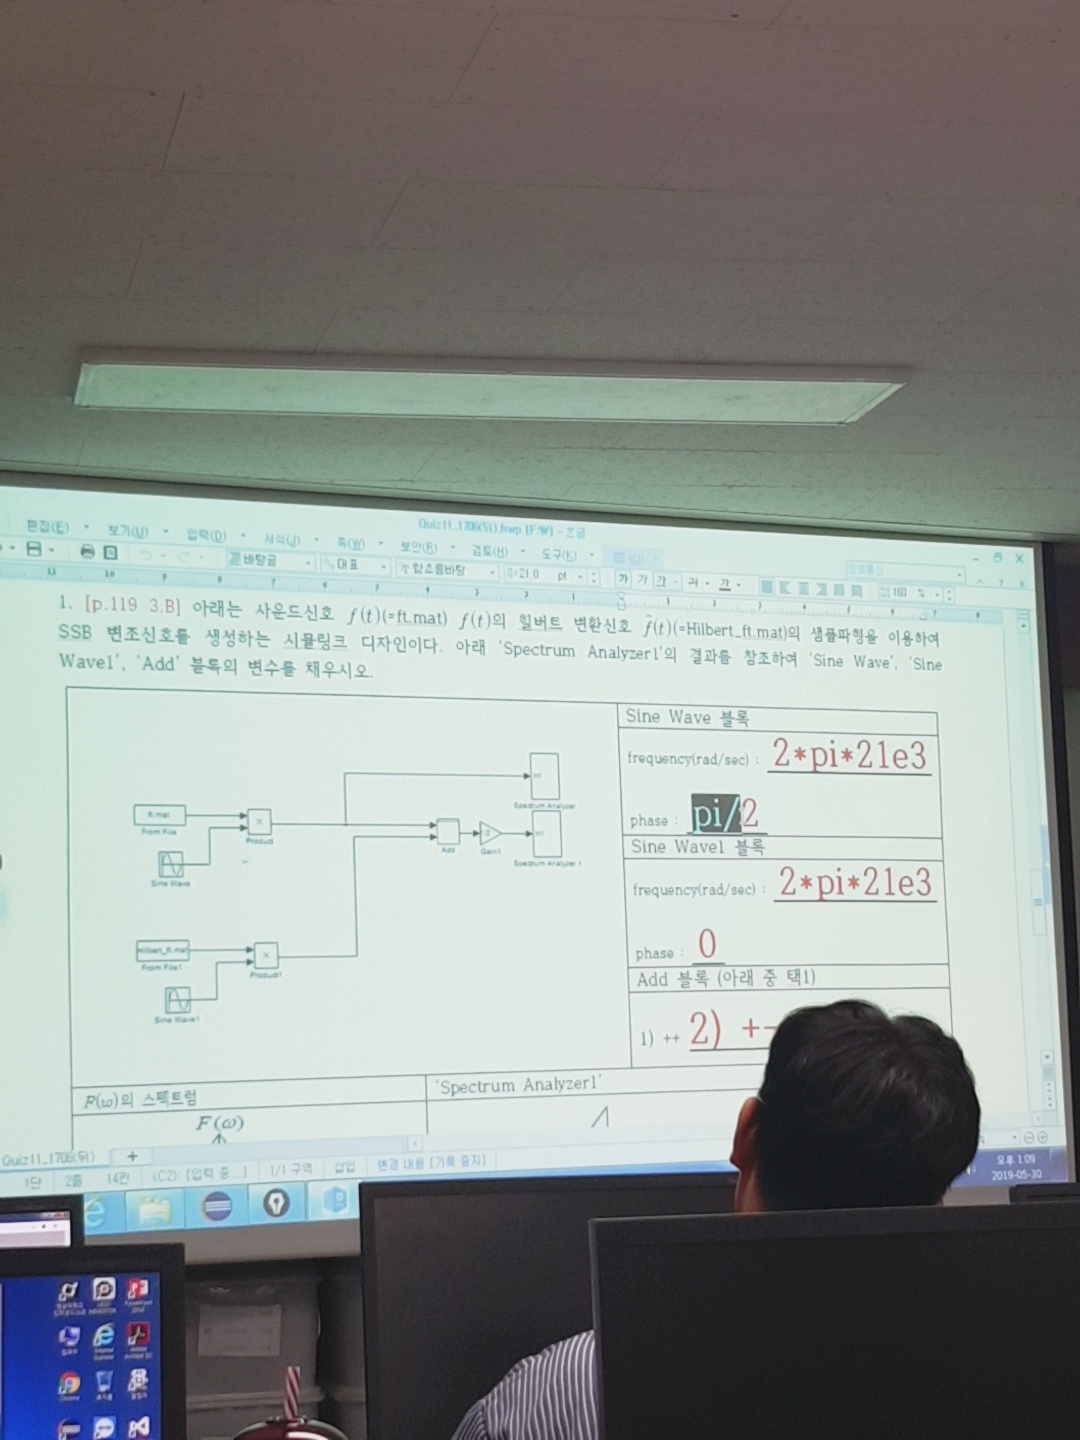 Quiz11_1706(뒤).hwp [F:\] - 흔글
편집(E) 보기(U) 입력(D) 서식(J) 쪽(W) 보안(B) 검토(H) 도구(K)
바탕글 대표 함초롬바탕 21.0 pt 가 가 가 160 %
1. [p.119 3.B] 아래는 사운드신호 f(t)(=ft.mat) f(t)의 힐버트 변환신호 f̂(t)(=Hilbert_ft.mat)의 샘플파형을 이용하여
SSB 변조신호를 생성하는 시뮬링크 디자인이다. 아래 ‘Spectrum Analyzer1’의 결과를 참조하여 ‘Sine Wave’, ‘Sine
Wave1’, ‘Add’ 블록의 변수를 채우시오.
ft.mat
From File
×
Product
Sine Wave
Spectrum Analyzer
Add
Gain1
Spectrum Analyzer 1
Hilbert_ft.mat
From File1
×
Product1
Sine Wave1
Sine Wave 블록
frequency(rad/sec) : 2*pi*21e3
phase : pi/2
Sine Wave1 블록
frequency(rad/sec) : 2*pi*21e3
phase : 0
Add 블록 (아래 중 택1)
1) ++ 2) +-
F(ω)의 스펙트럼
‘Spectrum Analyzer1’
F(ω)
Quiz11_1706(뒤)
1단 2줄 14칸 (C2): [입력 중...] 1/1 구역 삽입 변경 내용 [기록 중지]
오후 1:09
2019-05-30